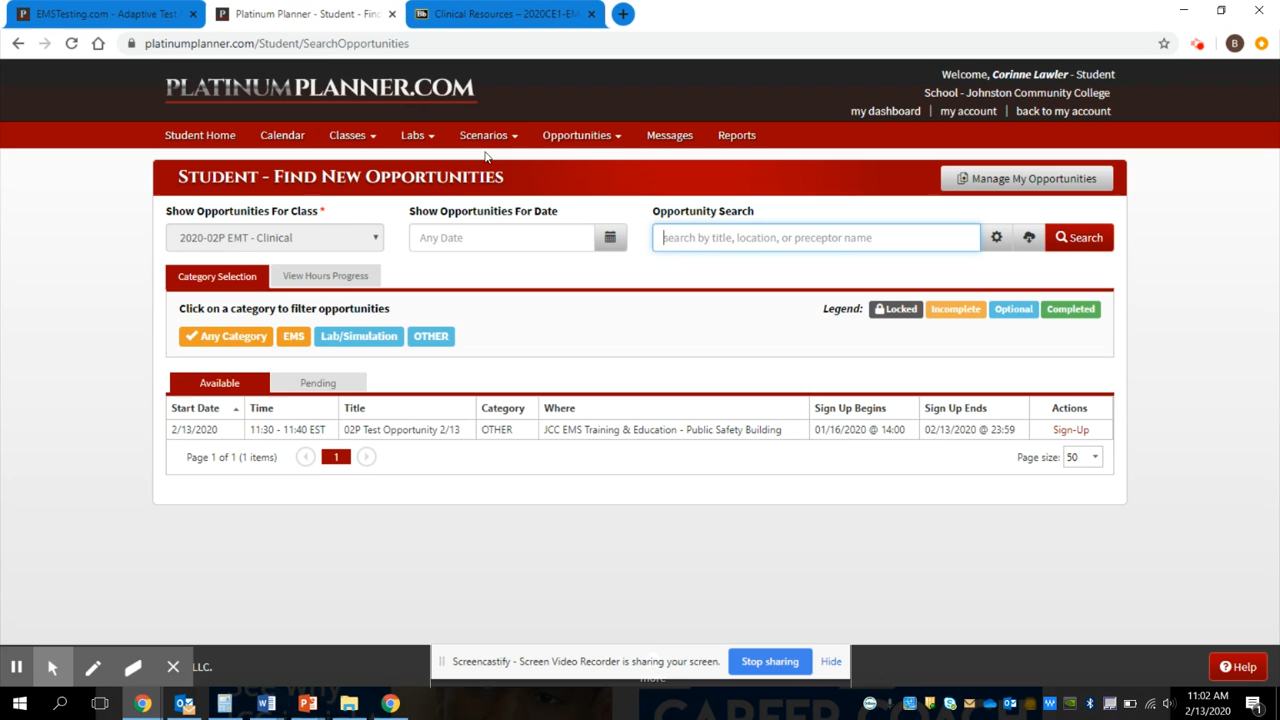 EMSTesting.com - Adaptive Test
Platinum Planner - Student - Fin
Bb Clinical Resources – 2020CE1-EM
platinumplanner.com/Student/SearchOpportunities
B
PLATINUMPLANNER.COM
Welcome, Corinne Lawler - Student
School - Johnston Community College
my dashboard | my account | back to my account
Student Home Calendar Classes Labs Scenarios Opportunities Messages Reports
Student - Find New Opportunities
Manage My Opportunities
Show Opportunities For Class * Show Opportunities For Date Opportunity Search
2020-02P EMT - Clinical Any Date search by title, location, or preceptor name Search
Category Selection View Hours Progress
Click on a category to filter opportunities Legend: Locked Incomplete Optional Completed
Any Category EMS Lab/Simulation OTHER
Available Pending
Start Date Time Title Category Where Sign Up Begins Sign Up Ends Actions
2/13/2020 11:30 - 11:40 EST 02P Test Opportunity 2/13 OTHER JCC EMS Training & Education - Public Safety Building 01/16/2020 @ 14:00 02/13/2020 @ 23:59 Sign-Up
Page 1 of 1 (1 items) 1 Page size: 50
LLC.
Screencastify - Screen Video Recorder is sharing your screen. Stop sharing Hide
Help
more
CAREER COACH
11:02 AM
2/13/2020
1